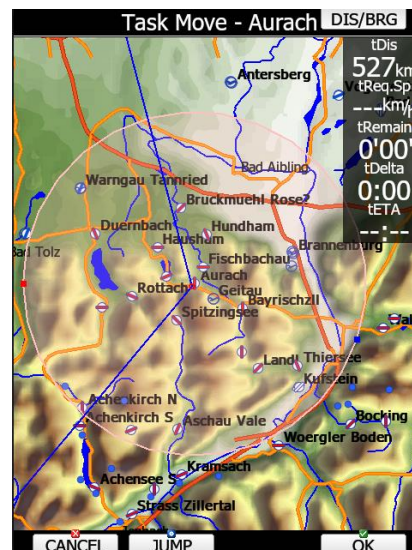 Task Move - Aurach
DIS/BRG
tDis
527km
Antersberg
tReq.Sp
---km/h
tRemain
0'00'
Bad Aibling
tDelta
0:00
Warngau Tannried
tETA
--:--
Bruckmuehl Rose?
Duernbach
Hundham
Hausham
Brannenburg
Bad Tolz
Fischbachau
Aurach
Rottach
Geitau
Bayrischzll
Spitzingsee
Landl
Thiersee
Kufstein
Achenkirch N
Achenkirch S
Aschau Vale
Bocking
Woergler Boden
Kramsach
Achensee S
Strass Zillertal
CANCEL
JUMP
OK